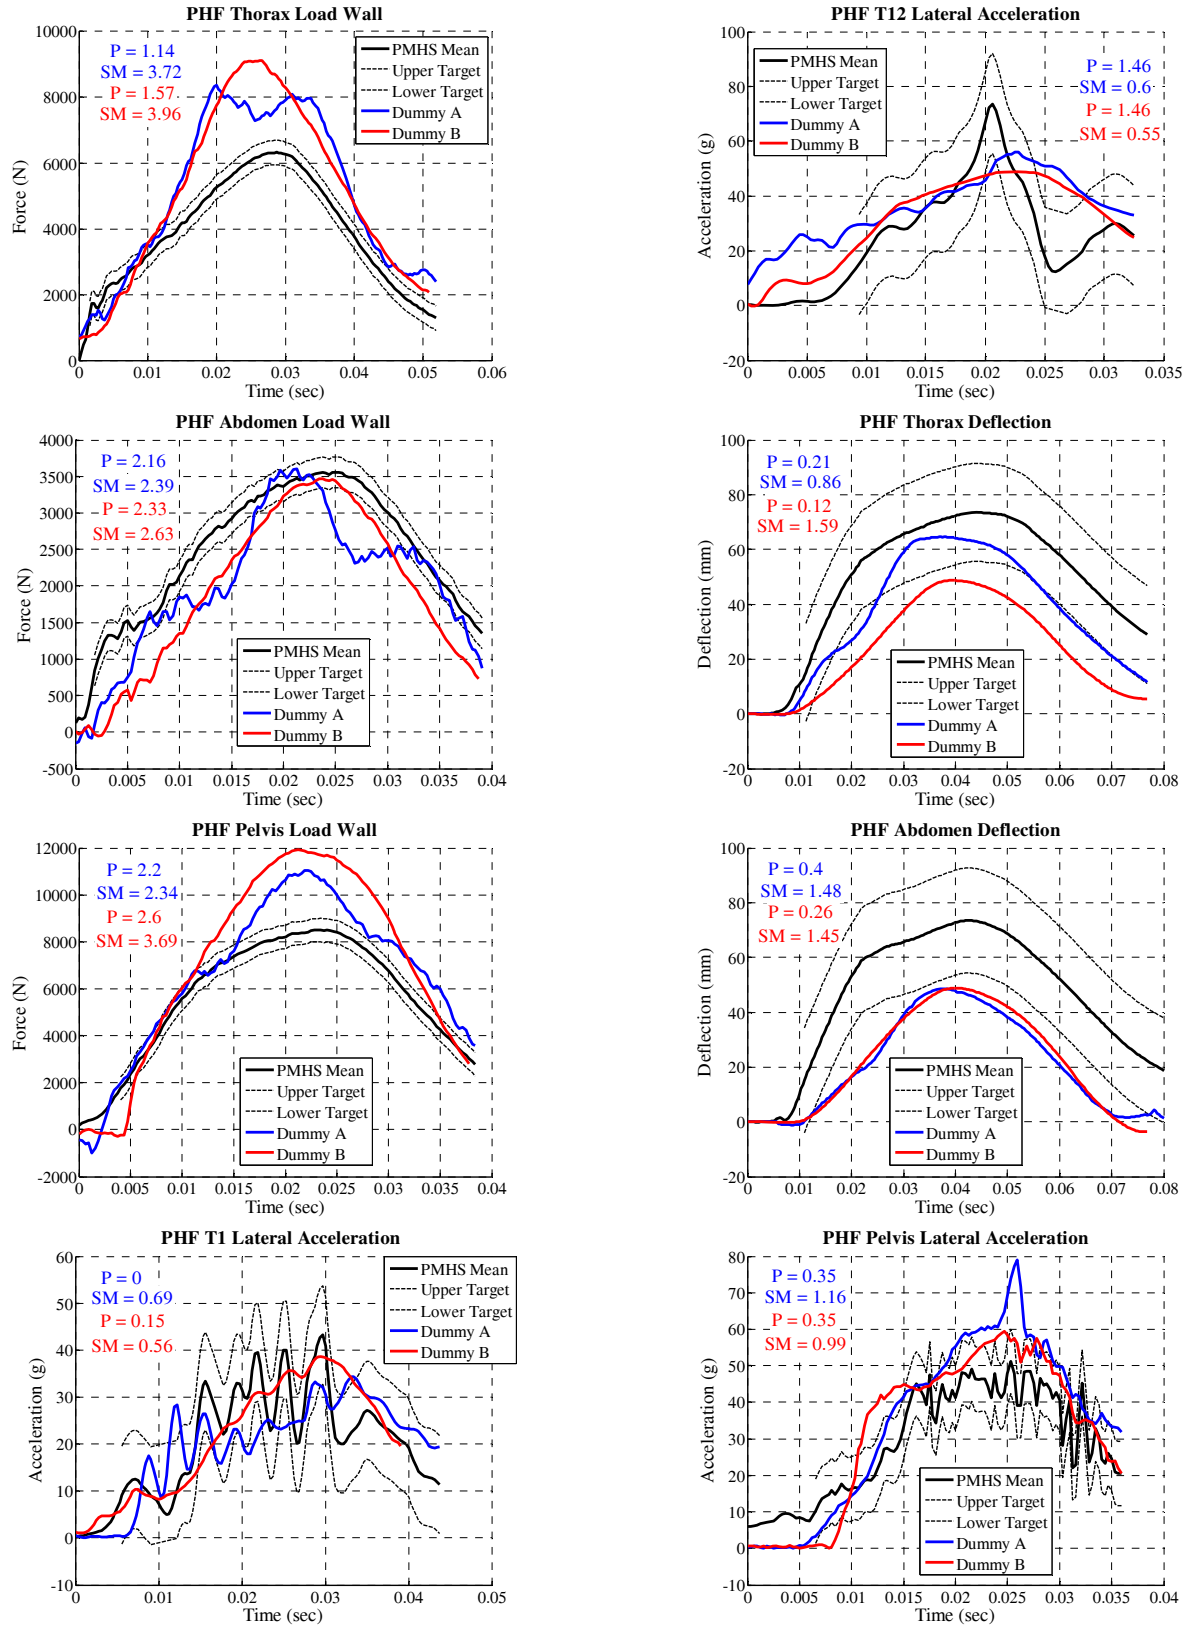 PHF Thorax Load Wall
P = 1.14
SM = 3.72
P = 1.57
SM = 3.96
PMHS Mean
Upper Target
Lower Target
Dummy A
Dummy B
Force (N)
10000
8000
6000
4000
2000
0
0 0.01 0.02 0.03 0.04 0.05 0.06
Time (sec)
PHF T12 Lateral Acceleration
PMHS Mean
Upper Target
Lower Target
Dummy A
Dummy B
P = 1.46
SM = 0.6
P = 1.46
SM = 0.55
Acceleration (g)
100
80
60
40
20
0
-20
0 0.005 0.01 0.015 0.02 0.025 0.03 0.035
Time (sec)
PHF Abdomen Load Wall
P = 2.16
SM = 2.39
P = 2.33
SM = 2.63
PMHS Mean
Upper Target
Lower Target
Dummy A
Dummy B
Force (N)
4000
3500
3000
2500
2000
1500
1000
500
0
-500
0 0.005 0.01 0.015 0.02 0.025 0.03 0.035 0.04
Time (sec)
PHF Thorax Deflection
P = 0.21
SM = 0.86
P = 0.12
SM = 1.59
PMHS Mean
Upper Target
Lower Target
Dummy A
Dummy B
Deflection (mm)
100
80
60
40
20
0
-20
0 0.01 0.02 0.03 0.04 0.05 0.06 0.07 0.08
Time (sec)
PHF Pelvis Load Wall
P = 2.2
SM = 2.34
P = 2.6
SM = 3.69
PMHS Mean
Upper Target
Lower Target
Dummy A
Dummy B
Force (N)
12000
10000
8000
6000
4000
2000
0
-2000
0 0.005 0.01 0.015 0.02 0.025 0.03 0.035 0.04
Time (sec)
PHF Abdomen Deflection
P = 0.4
SM = 1.48
P = 0.26
SM = 1.45
PMHS Mean
Upper Target
Lower Target
Dummy A
Dummy B
Deflection (mm)
100
80
60
40
20
0
-20
0 0.01 0.02 0.03 0.04 0.05 0.06 0.07 0.08
Time (sec)
PHF T1 Lateral Acceleration
P = 0
SM = 0.69
P = 0.15
SM = 0.56
PMHS Mean
Upper Target
Lower Target
Dummy A
Dummy B
Acceleration (g)
60
50
40
30
20
10
0
-10
0 0.01 0.02 0.03 0.04 0.05
Time (sec)
PHF Pelvis Lateral Acceleration
P = 0.35
SM = 1.16
P = 0.35
SM = 0.99
PMHS Mean
Upper Target
Lower Target
Dummy A
Dummy B
Acceleration (g)
80
70
60
50
40
30
20
10
0
-10
0 0.005 0.01 0.015 0.02 0.025 0.03 0.035 0.04
Time (sec)